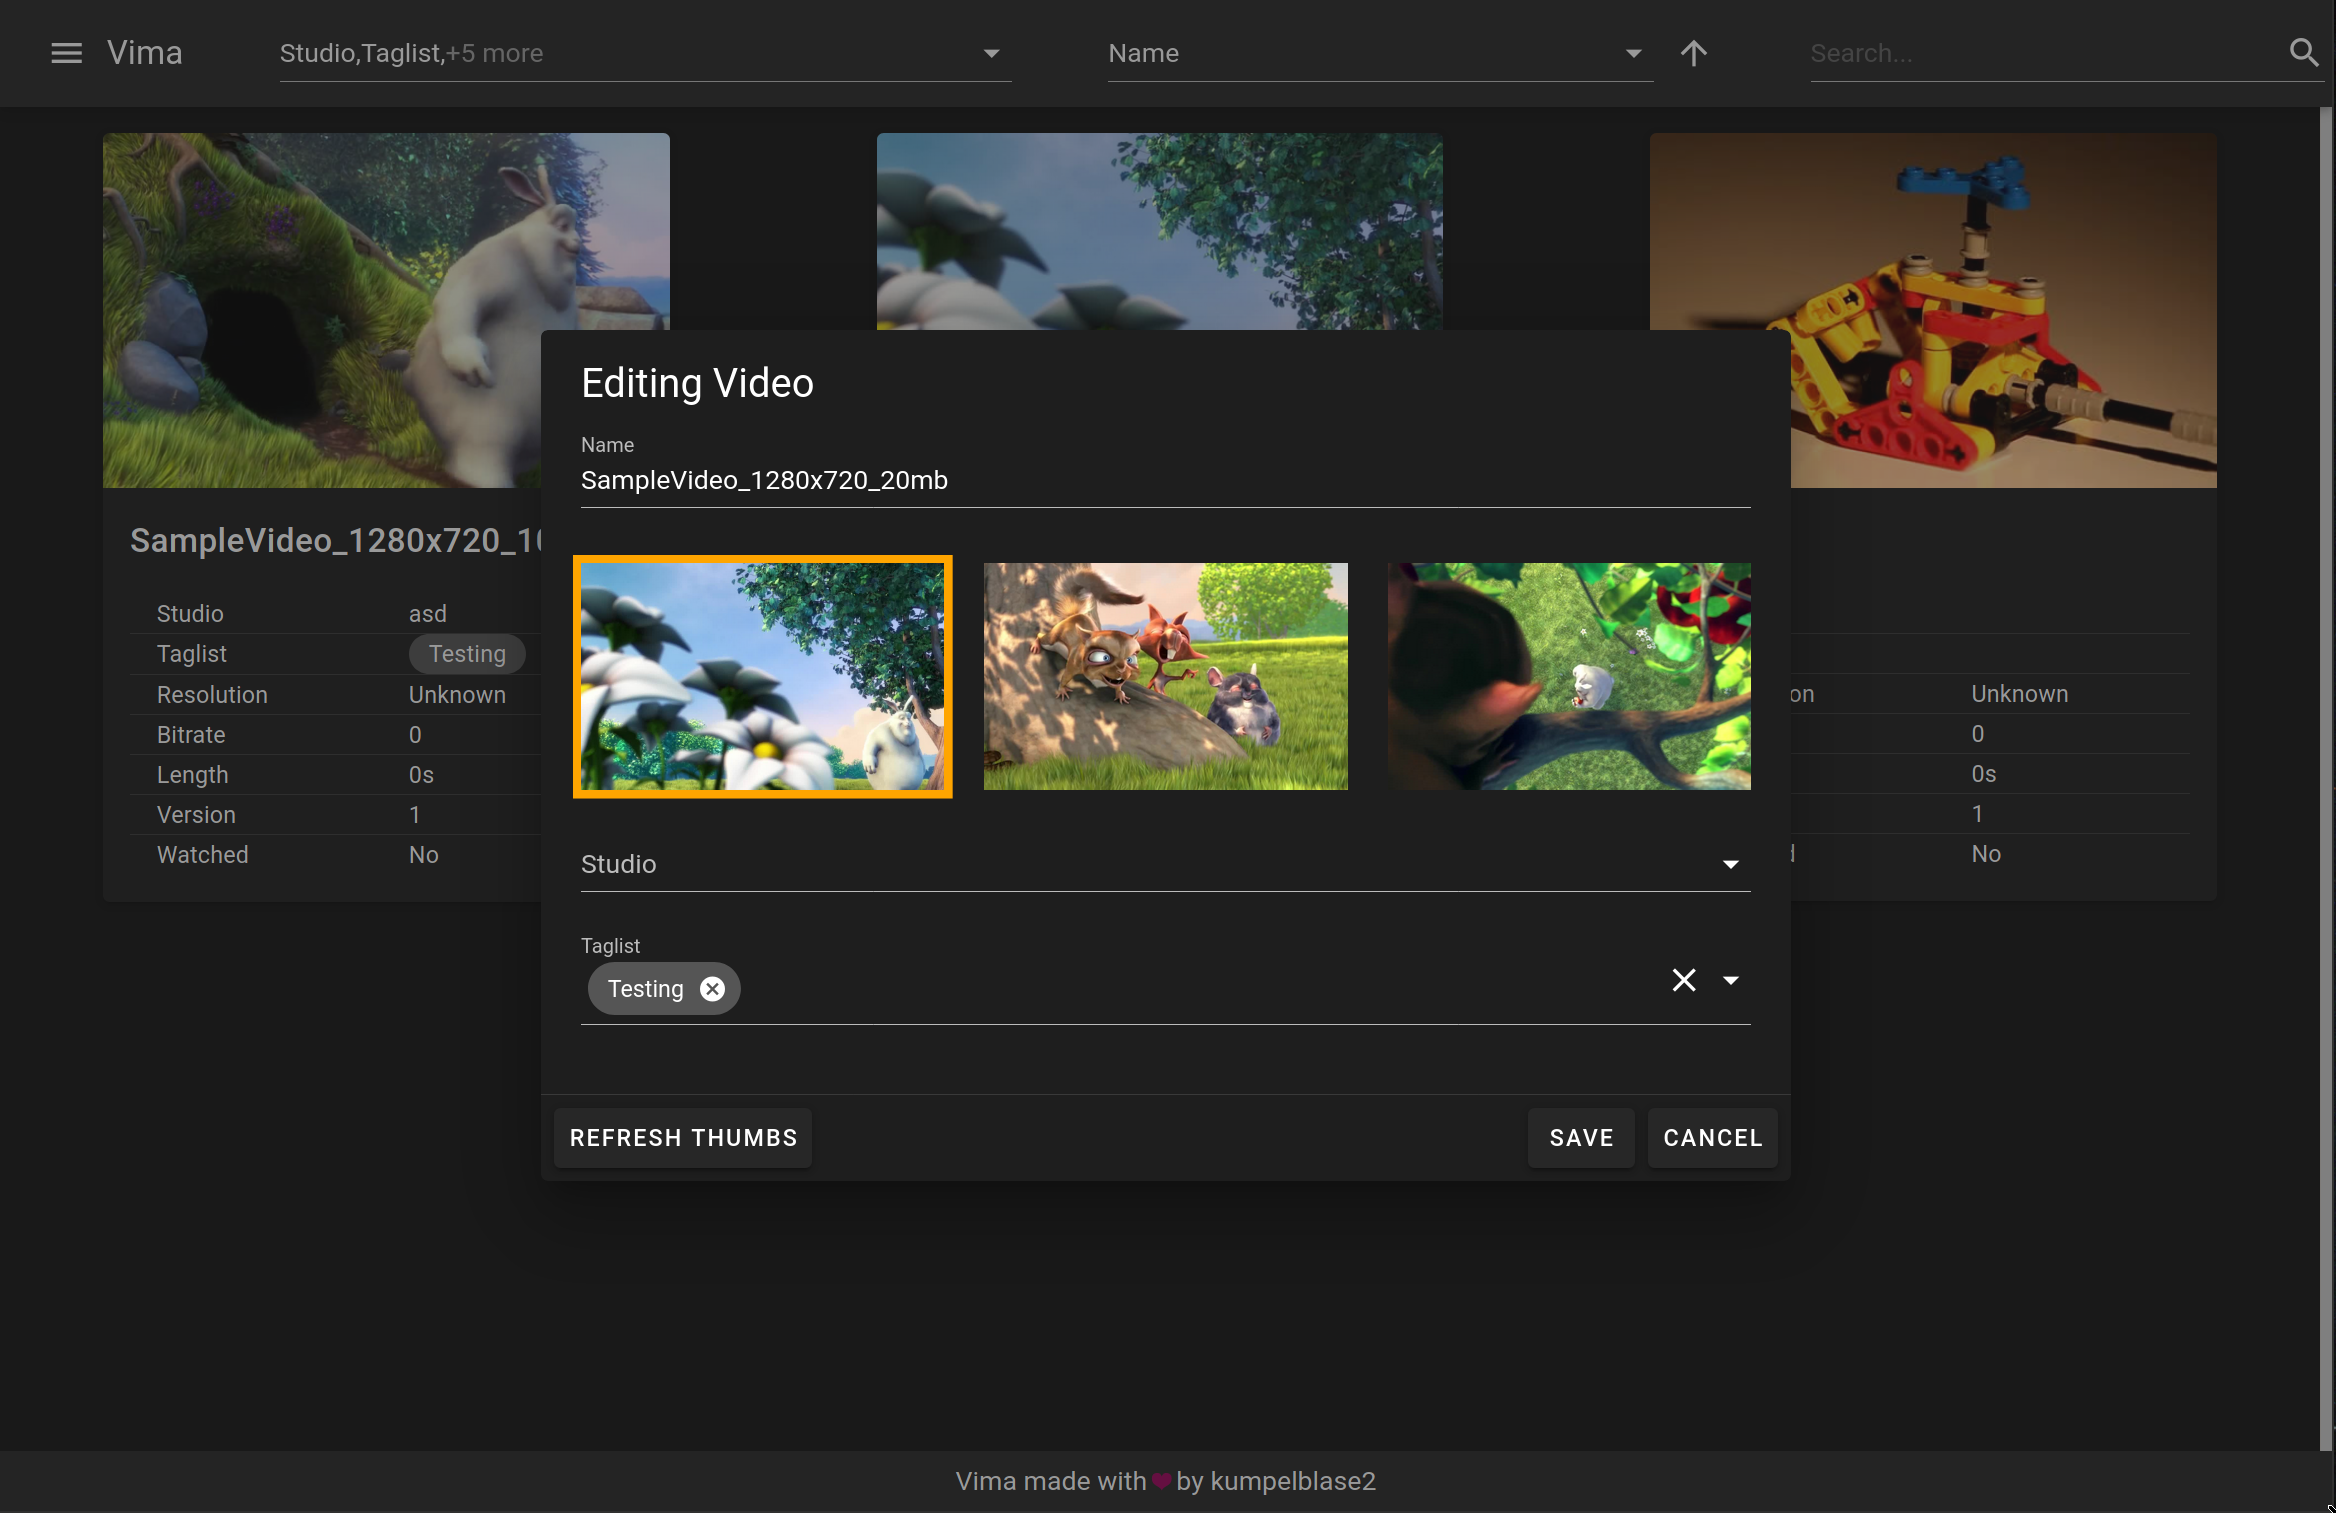 Vima Studio,Taglist,+5 more Name Search...
Editing Video
Name
SampleVideo_1280x720_20mb
SampleVideo_1280x720_10
Studio asd
Taglist Testing
Resolution Unknown
Bitrate 0
Length 0s
Version 1
Watched No
Unknown
0
0s
1
No
Studio
Taglist
Testing
REFRESH THUMBS SAVE CANCEL
Vima made with by kumpelblase2